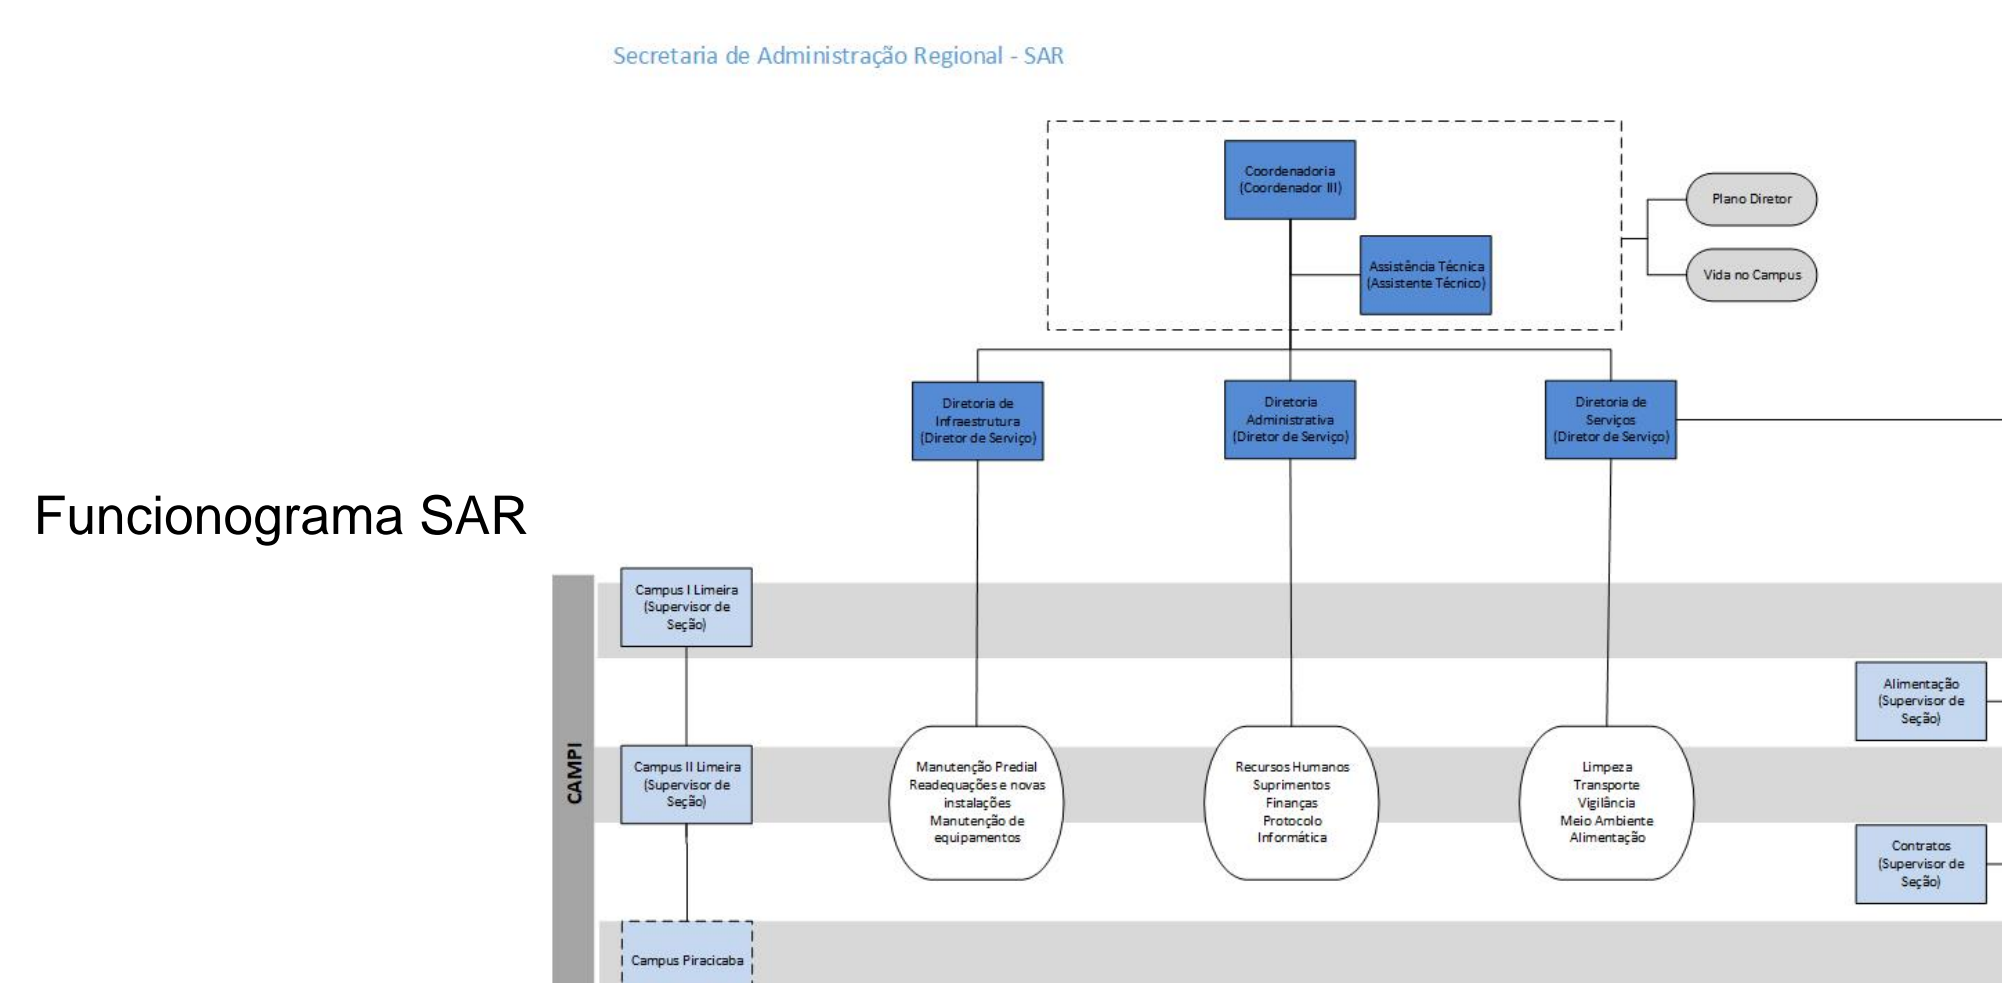 Secretaria de Administração Regional - SAR
Coordenadoria
(Coordenador III)
Plano Diretor
Assistência Técnica
(Assistente Técnico)
Vida no Campus
Diretoria de
Infraestrutura
(Diretor de Serviço)
Diretoria
Administrativa
(Diretor de Serviço)
Diretoria de
Serviços
(Diretor de Serviço)
Funcionograma SAR
CAMPI
Campus I Limeira
(Supervisor de
Seção)
Alimentação
(Supervisor de
Seção)
Campus II Limeira
(Supervisor de
Seção)
Manutenção Predial
Readequações e novas
instalações
Manutenção de
equipamentos
Recursos Humanos
Suprimentos
Finanças
Protocolo
Informática
Limpeza
Transporte
Vigilância
Meio Ambiente
Alimentação
Contratos
(Supervisor de
Seção)
Campus Piracicaba